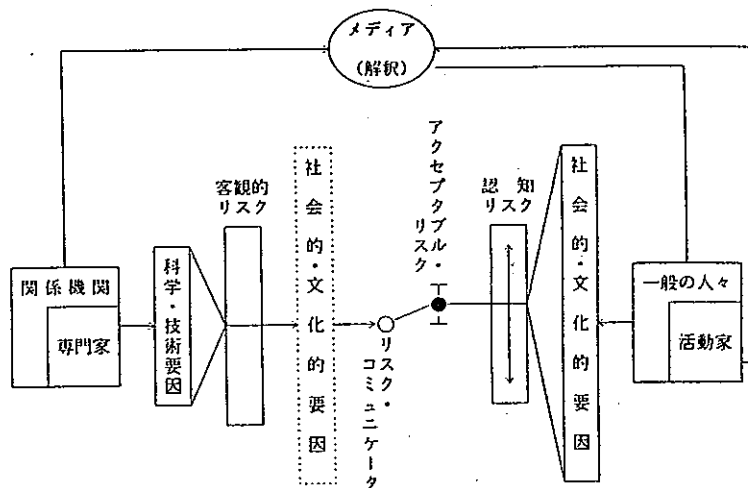 メディア
(解釈)
関係機関
専門家
科学・技術要因
客観的
リスク
社会的・文化的要因
リスク・
コミュニケータ
アクセプタブル・
リスク
認知
リスク
社会的・文化的要因
一般の人々
活動家